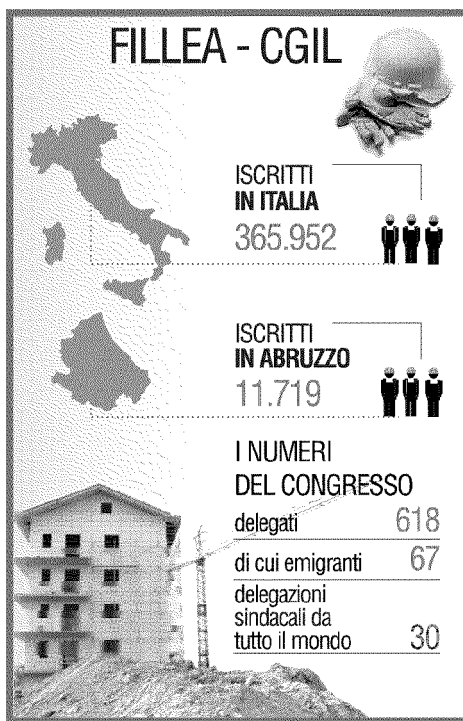 FILLEA - CGIL
ISCRITTI
IN ITALIA
365.952
ISCRITTI
IN ABRUZZO
11.719
I NUMERI
DEL CONGRESSO
delegati 618
di cui emigranti 67
delegazioni
sindacali da
tutto il mondo 30